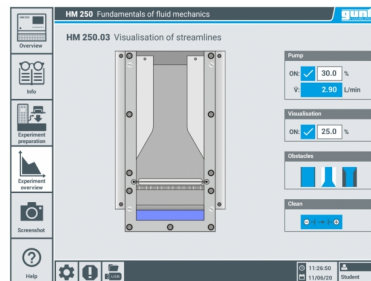 HM 250 Fundamentals of fluid mechanics
gunt
HM 250.03 Visualisation of streamlines
Overview
Info
Experiment
preparation
Experiment
overview
Screenshot
Help
Pump
ON: 30.0 %
V̇: 2.90 L/min
Visualisation
ON: 25.0 %
Obstacles
Clean
11:26:50
11/06/20 Student